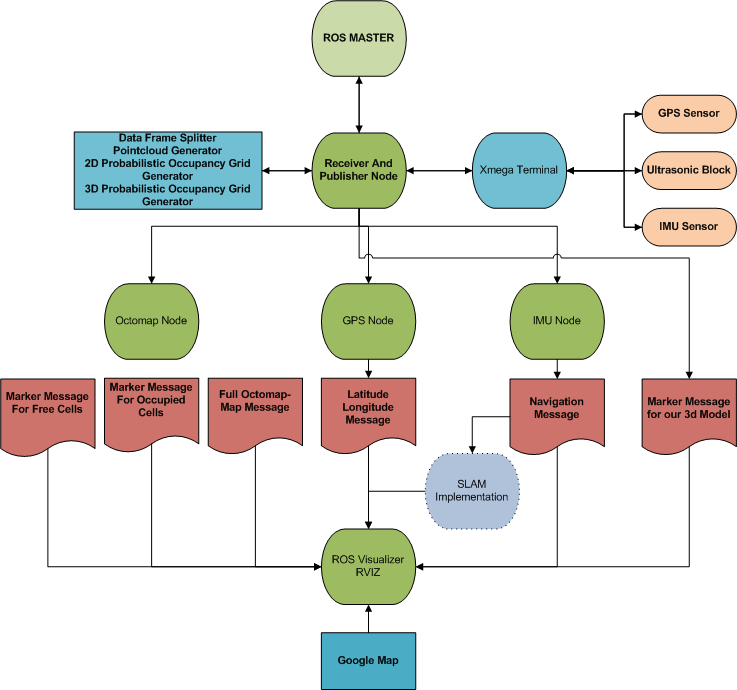 ROS MASTER
Data Frame Splitter
Pointcloud Generator
2D Probabilistic Occupancy Grid
Generator
3D Probabilistic Occupancy Grid
Generator
Receiver And
Publisher Node
Xmega Terminal
GPS Sensor
Ultrasonic Block
IMU Sensor
Octomap Node
GPS Node
IMU Node
Marker Message
For Free Cells
Marker Message
For Occupied
Cells
Full Octomap-
Map Message
Latitude
Longitude
Message
Navigation
Message
Marker Message
for our 3d Model
SLAM
Implementation
ROS Visualizer
RVIZ
Google Map